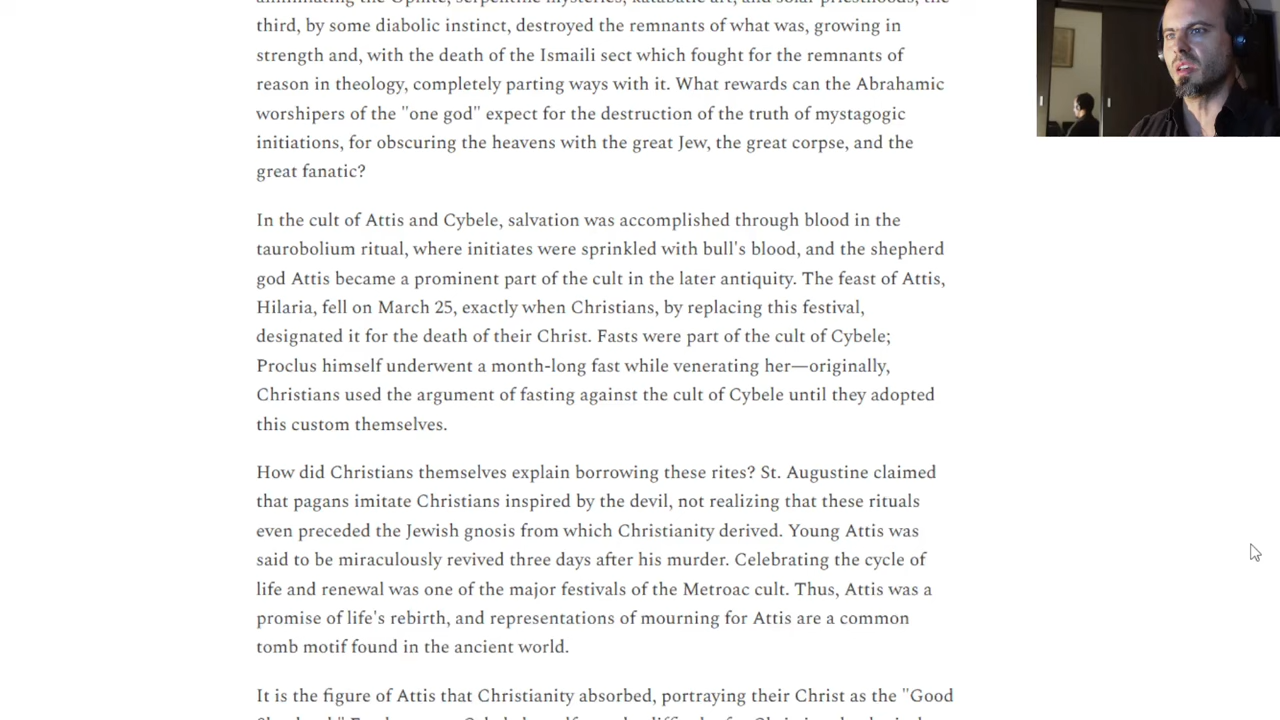 third, by some diabolic instinct, destroyed the remnants of what was, growing in
strength and, with the death of the Ismaili sect which fought for the remnants of
reason in theology, completely parting ways with it. What rewards can the Abrahamic
worshipers of the "one god" expect for the destruction of the truth of mystagogic
initiations, for obscuring the heavens with the great Jew, the great corpse, and the
great fanatic?
In the cult of Attis and Cybele, salvation was accomplished through blood in the
taurobolium ritual, where initiates were sprinkled with bull's blood, and the shepherd
god Attis became a prominent part of the cult in the later antiquity. The feast of Attis,
Hilaria, fell on March 25, exactly when Christians, by replacing this festival,
designated it for the death of their Christ. Fasts were part of the cult of Cybele;
Proclus himself underwent a month-long fast while venerating her—originally,
Christians used the argument of fasting against the cult of Cybele until they adopted
this custom themselves.
How did Christians themselves explain borrowing these rites? St. Augustine claimed
that pagans imitate Christians inspired by the devil, not realizing that these rituals
even preceded the Jewish gnosis from which Christianity derived. Young Attis was
said to be miraculously revived three days after his murder. Celebrating the cycle of
life and renewal was one of the major festivals of the Metroac cult. Thus, Attis was a
promise of life's rebirth, and representations of mourning for Attis are a common
tomb motif found in the ancient world.
It is the figure of Attis that Christianity absorbed, portraying their Christ as the "Good